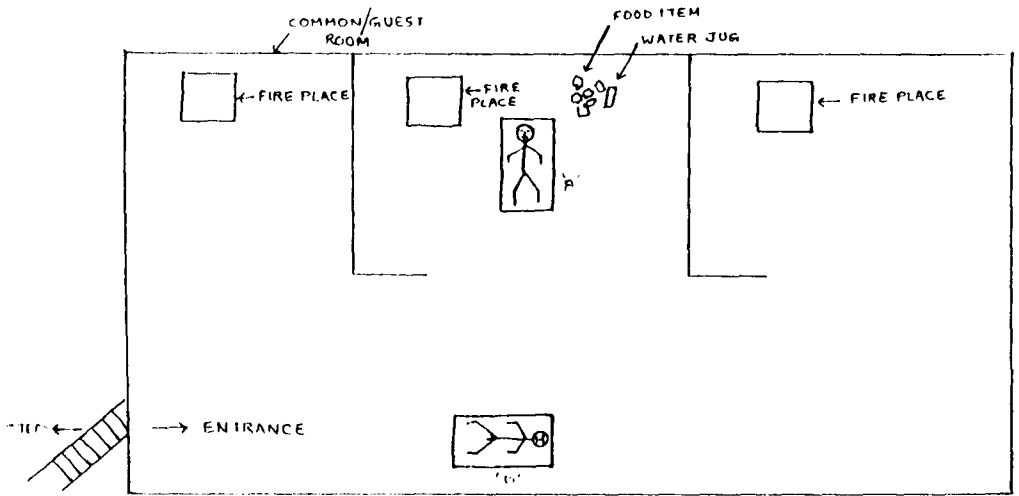 COMMON/GUEST
ROOM
FOOD ITEM
WATER JUG
FIRE PLACE
FIRE
PLACE
FIRE PLACE
'A'
ENTRANCE